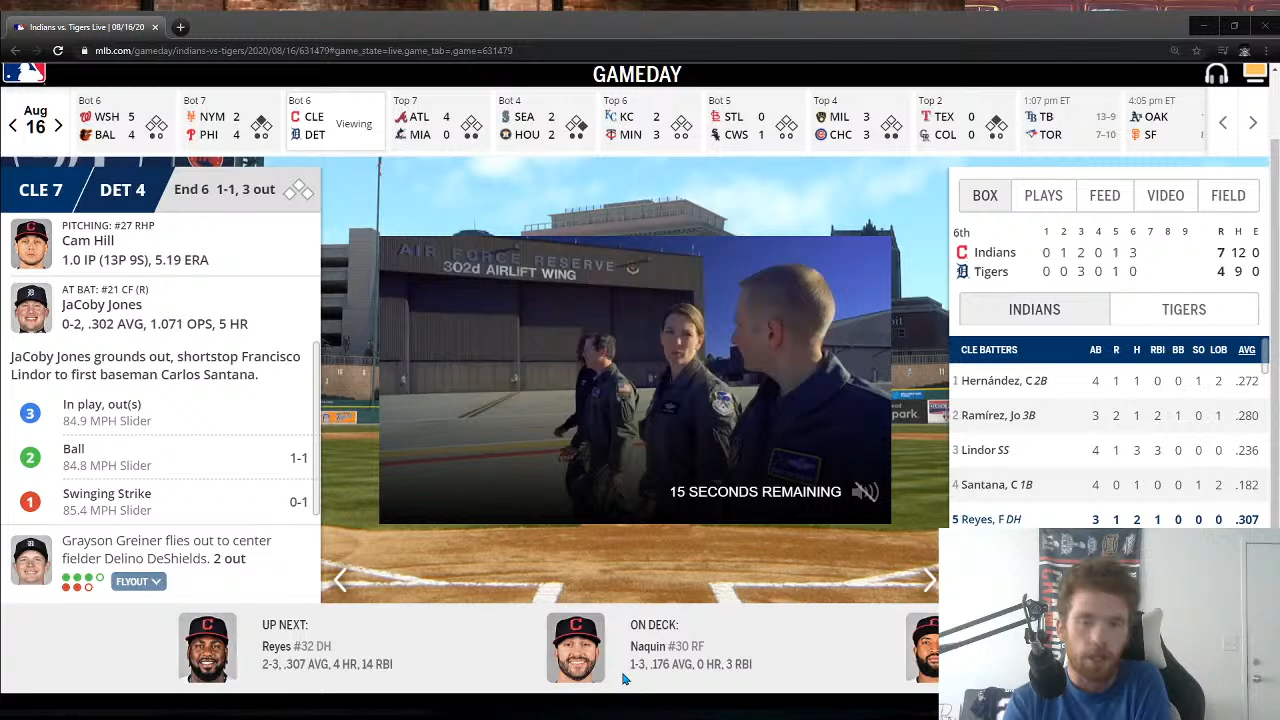 Indians vs. Tigers Live | 08/16/20
mlb.com/gameday/indians-vs-tigers/2020/08/16/631479#game_state=live,game_tab=,game=631479
GAMEDAY
Aug
16
Bot 6
WSH 5
BAL 4
Bot 7
NYM 2
PHI 4
Bot 6
CLE
DET
Viewing
Top 7
ATL 4
MIA 0
Bot 4
SEA 2
HOU 2
Top 6
KC 2
MIN 3
Bot 5
STL 0
CWS 1
Top 4
MIL 3
CHC 3
Top 2
TEX 0
COL 0
1:07 pm ET
TB 13-9
TOR 7-10
4:05 pm ET
OAK
SF
CLE 7
DET 4
End 6 1-1, 3 out
PITCHING: #27 RHP
Cam Hill
1.0 IP (13P 9S), 5.19 ERA
AT BAT: #21 CF (R)
JaCoby Jones
0-2, .302 AVG, 1.071 OPS, 5 HR
JaCoby Jones grounds out, shortstop Francisco
Lindor to first baseman Carlos Santana.
3 In play, out(s)
84.9 MPH Slider
2 Ball
84.8 MPH Slider 1-1
1 Swinging Strike
85.4 MPH Slider 0-1
Grayson Greiner flies out to center
fielder Delino DeShields. 2 out
FLYOUT
AIR FORCE RESERVE
302d AIRLIFT WING
15 SECONDS REMAINING
park
UP NEXT:
Reyes #32 DH
2-3, .307 AVG, 4 HR, 14 RBI
ON DECK:
Naquin #30 RF
1-3, .176 AVG, 0 HR, 3 RBI
BOX PLAYS FEED VIDEO FIELD
6th 1 2 3 4 5 6 7 8 9 R H E
Indians 0 1 2 0 1 3 7 12 0
Tigers 0 0 3 0 1 0 4 9 0
INDIANS TIGERS
CLE BATTERS AB R H RBI BB SO LOB AVG
1 Hernández, C 2B 4 1 1 0 0 1 2 .272
2 Ramírez, Jo 3B 3 2 1 2 1 0 1 .280
3 Lindor SS 4 1 3 3 0 0 0 .236
4 Santana, C 1B 4 0 1 0 0 1 2 .182
5 Reyes, F DH 3 1 2 1 0 0 0 .307